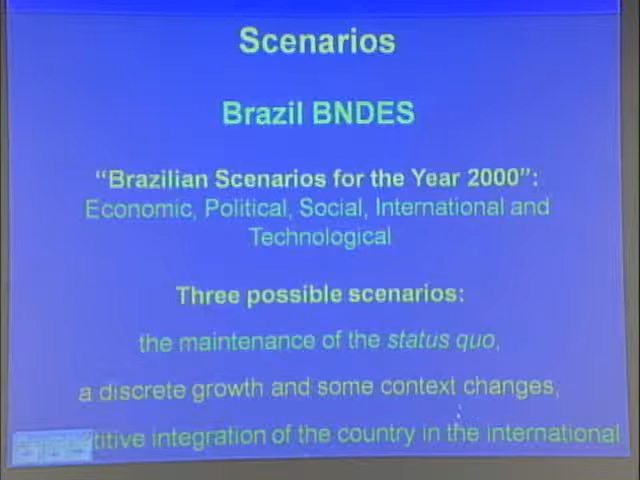 Scenarios
Brazil BNDES
“Brazilian Scenarios for the Year 2000”:
Economic, Political, Social, International and
Technological
Three possible scenarios:
the maintenance of the status quo,
a discrete growth and some context changes,
titive integration of the country in the international